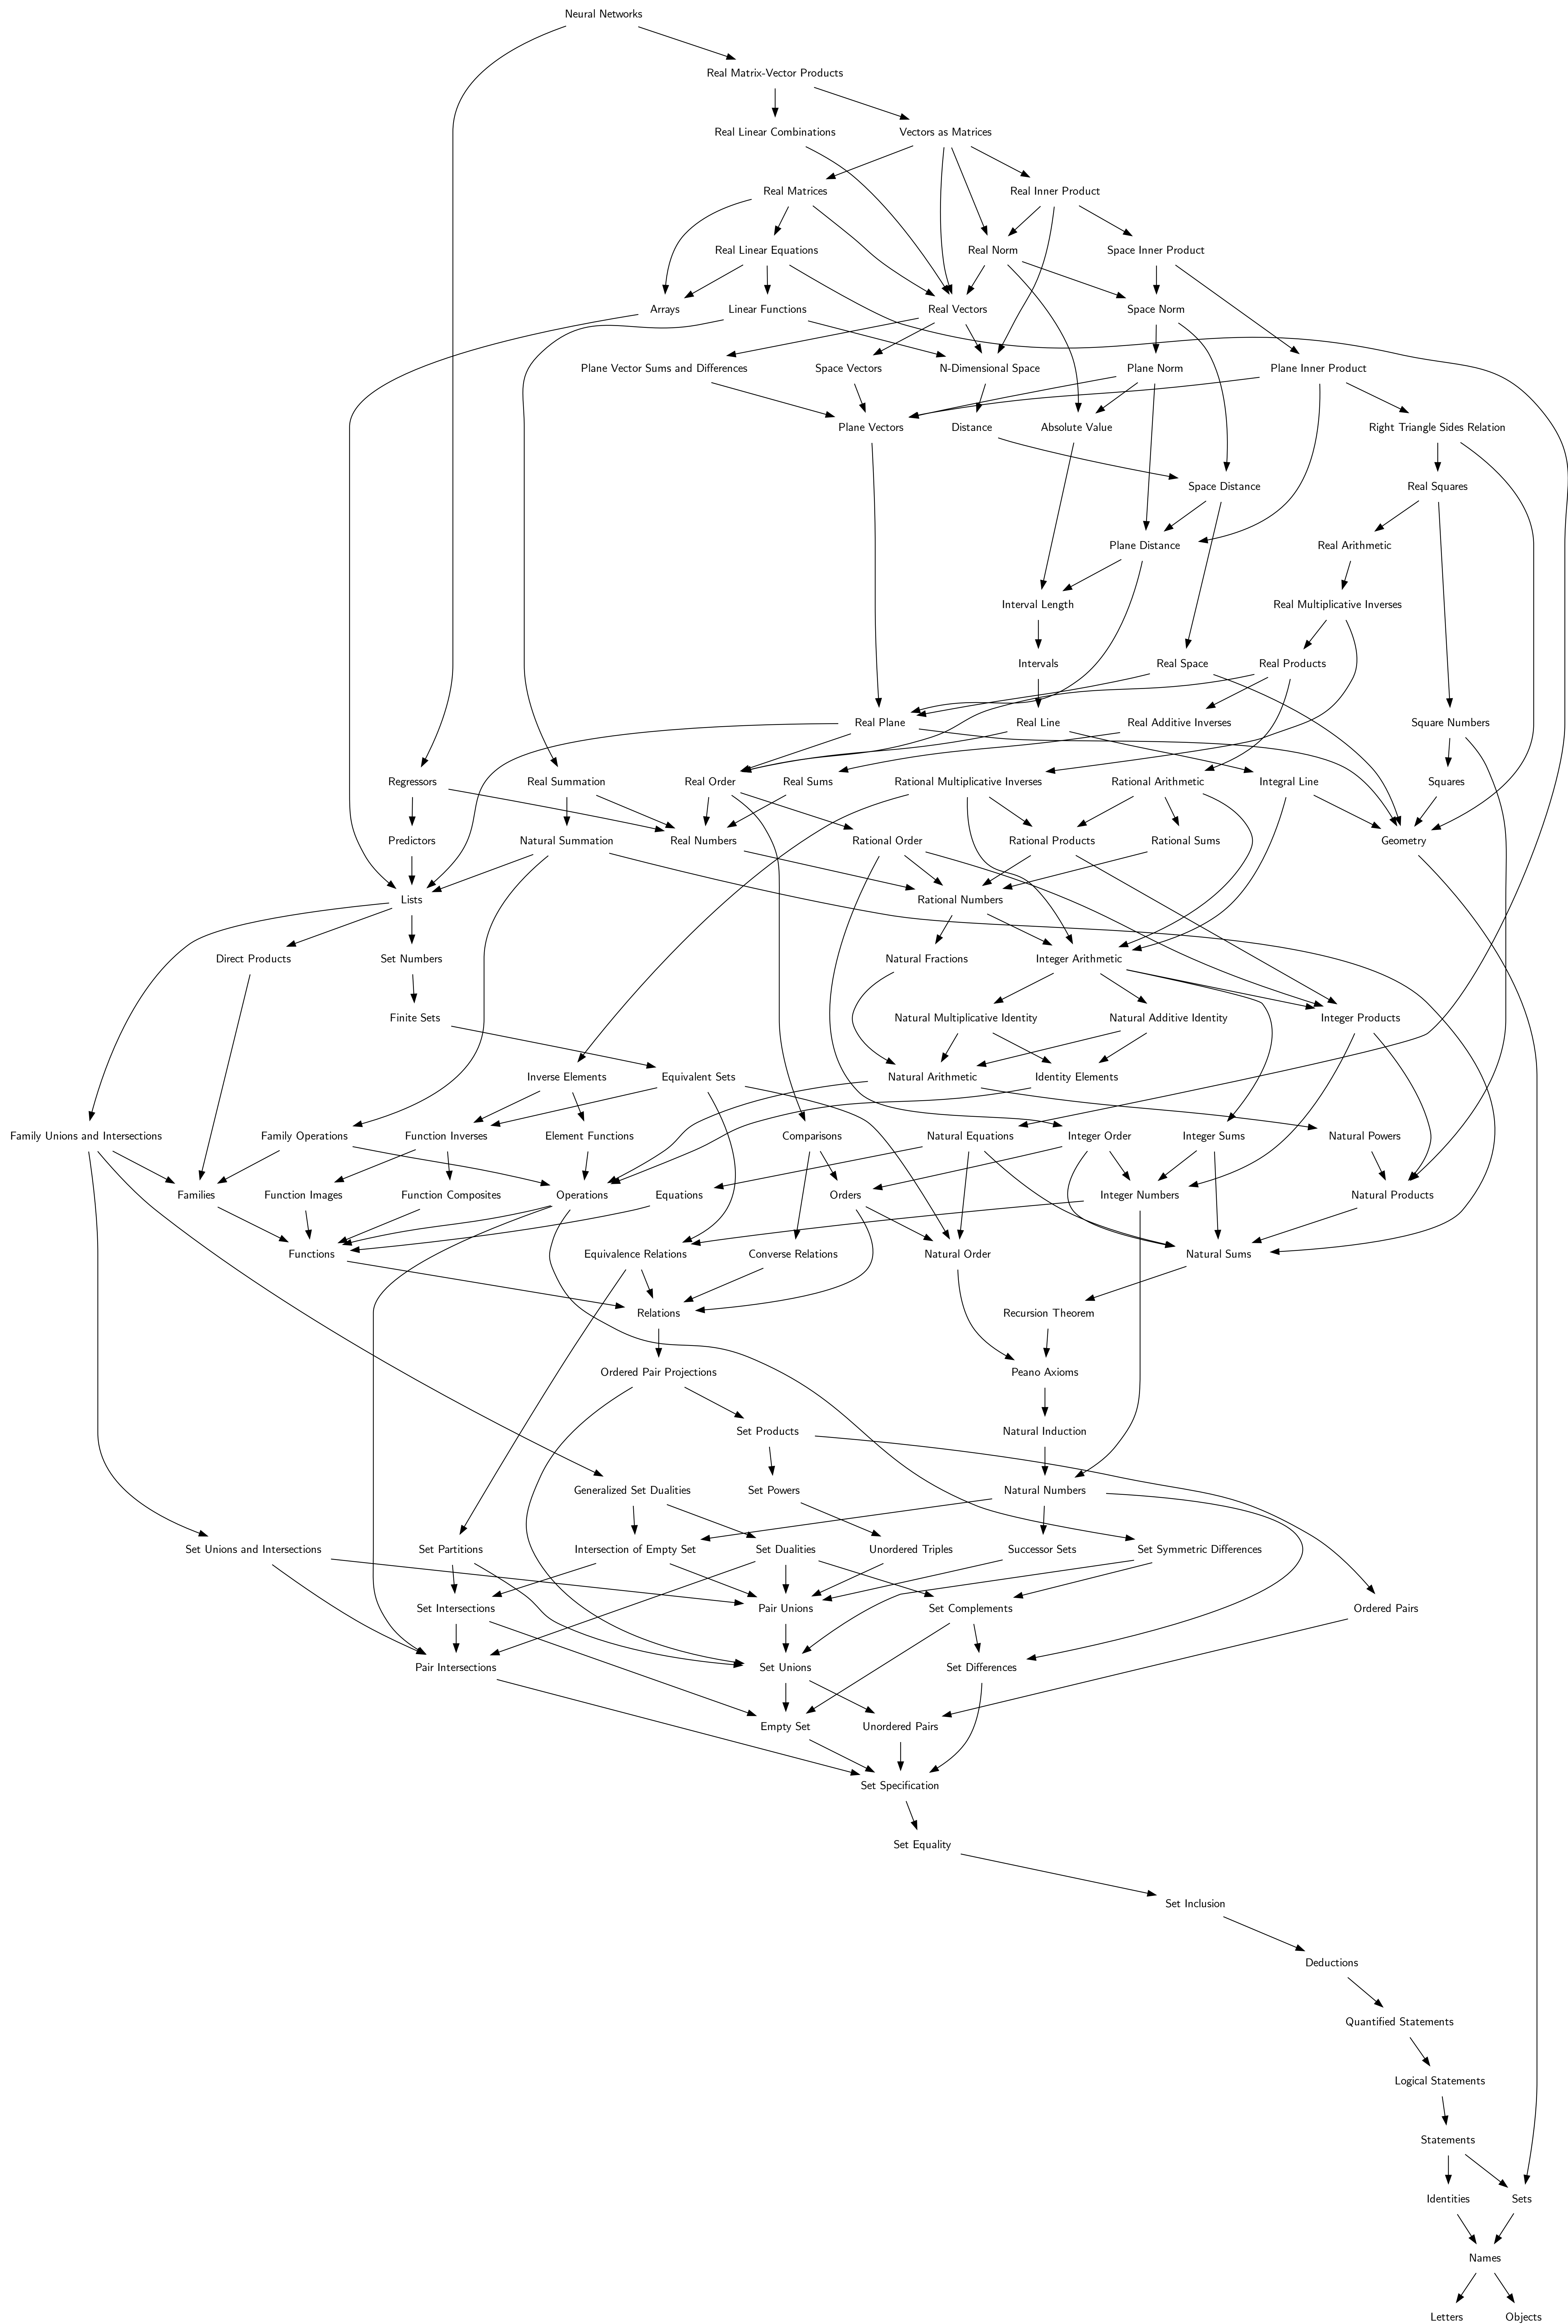 Neural Networks
Real Matrix-Vector Products
Real Linear Combinations
Vectors as Matrices
Real Matrices
Real Inner Product
Real Linear Equations
Real Norm
Space Inner Product
Arrays
Linear Functions
Real Vectors
Space Norm
Plane Vector Sums and Differences
Space Vectors
N-Dimensional Space
Plane Norm
Plane Inner Product
Plane Vectors
Distance
Absolute Value
Right Triangle Sides Relation
Space Distance
Real Squares
Plane Distance
Real Arithmetic
Interval Length
Real Multiplicative Inverses
Intervals
Real Space
Real Products
Real Plane
Real Line
Real Additive Inverses
Square Numbers
Regressors
Real Summation
Real Order
Real Sums
Rational Multiplicative Inverses
Rational Arithmetic
Integral Line
Squares
Predictors
Natural Summation
Real Numbers
Rational Order
Rational Products
Rational Sums
Geometry
Lists
Rational Numbers
Direct Products
Set Numbers
Natural Fractions
Integer Arithmetic
Finite Sets
Natural Multiplicative Identity
Natural Additive Identity
Integer Products
Inverse Elements
Equivalent Sets
Natural Arithmetic
Identity Elements
Family Unions and Intersections
Family Operations
Function Inverses
Element Functions
Comparisons
Natural Equations
Integer Order
Integer Sums
Natural Powers
Families
Function Images
Function Composites
Operations
Equations
Orders
Integer Numbers
Natural Products
Functions
Equivalence Relations
Converse Relations
Natural Order
Natural Sums
Relations
Recursion Theorem
Ordered Pair Projections
Peano Axioms
Set Products
Natural Induction
Generalized Set Dualities
Set Powers
Natural Numbers
Set Unions and Intersections
Set Partitions
Intersection of Empty Set
Set Dualities
Unordered Triples
Successor Sets
Set Symmetric Differences
Set Intersections
Pair Unions
Set Complements
Ordered Pairs
Pair Intersections
Set Unions
Set Differences
Empty Set
Unordered Pairs
Set Specification
Set Equality
Set Inclusion
Deductions
Quantified Statements
Logical Statements
Statements
Identities
Sets
Names
Letters
Objects